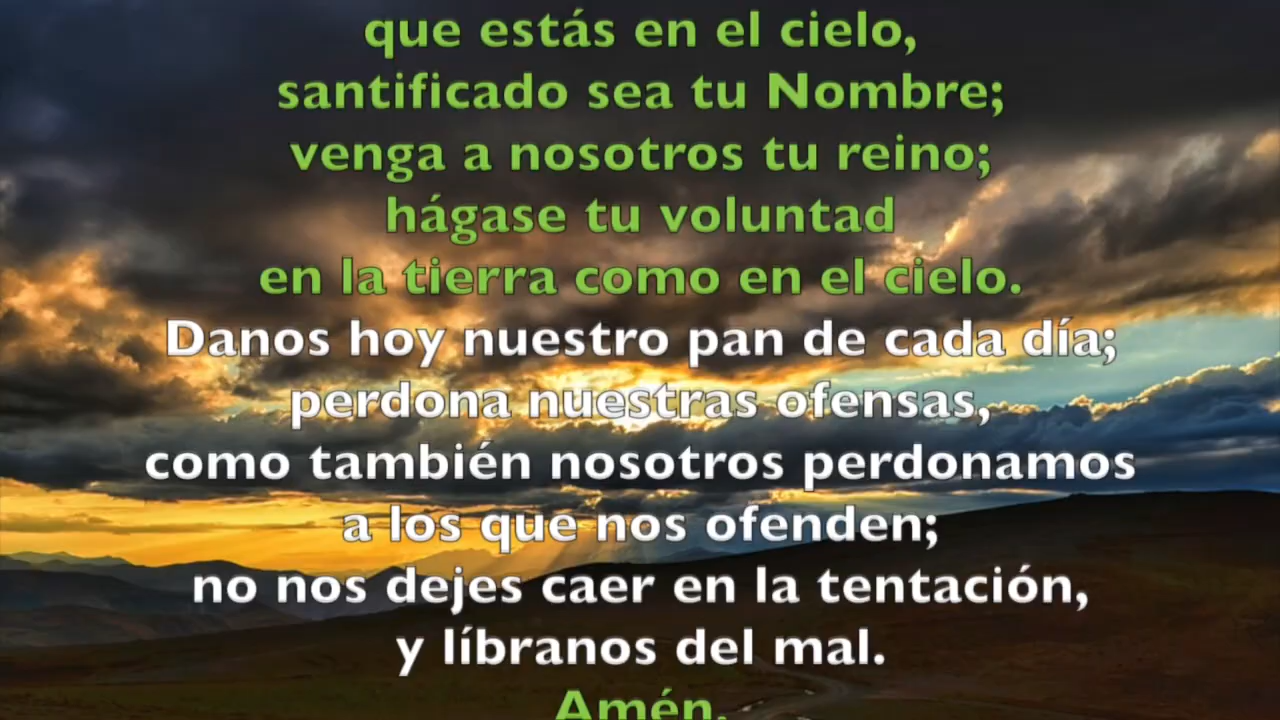 que estás en el cielo,
santificado sea tu Nombre;
venga a nosotros tu reino;
hágase tu voluntad
en la tierra como en el cielo.
Danos hoy nuestro pan de cada día;
perdona nuestras ofensas,
como también nosotros perdonamos
a los que nos ofenden;
no nos dejes caer en la tentación,
y líbranos del mal.
Amén.